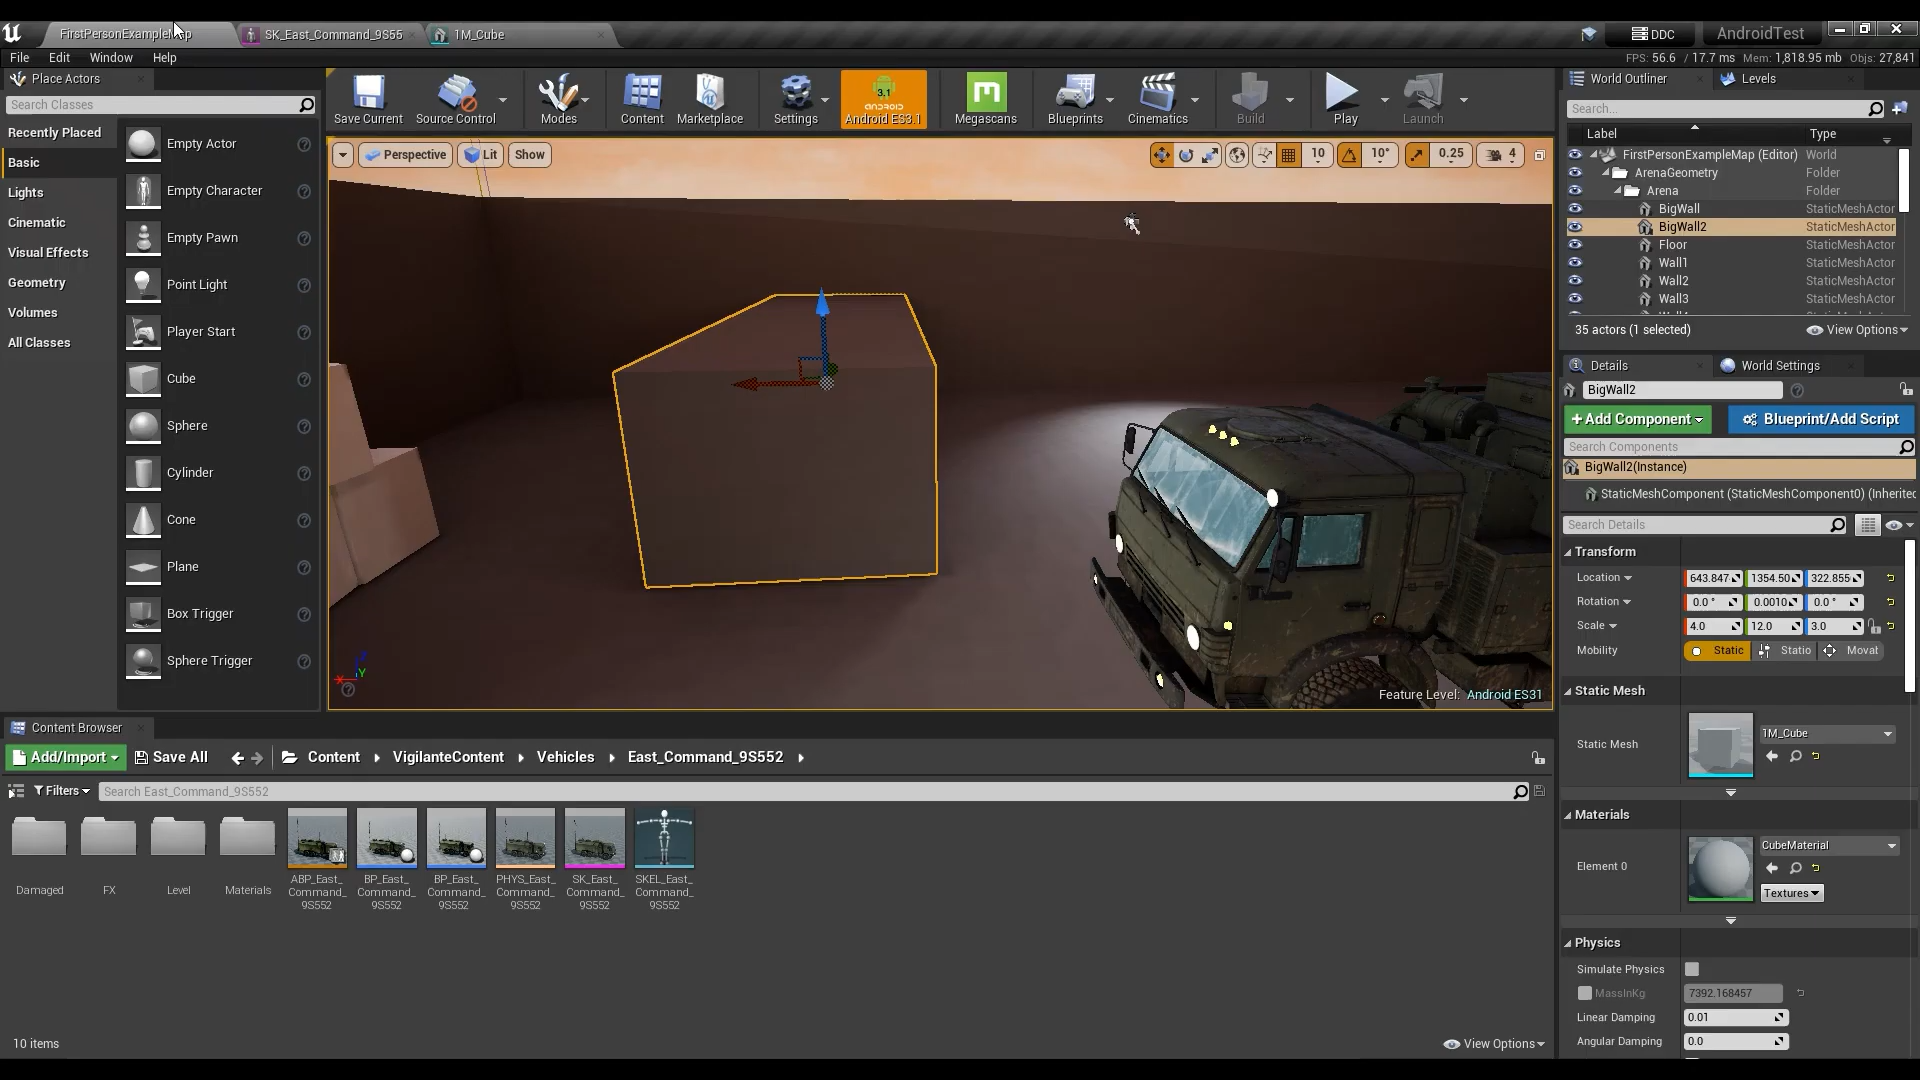 FirstPersonExampleMap
SK_East_Command_9S55
1M_Cube
DDC
AndroidTest
File Edit Window Help
FPS: 56.6 / 17.7 ms Mem: 1,818.95 mb Objs: 27,841
Place Actors
Search Classes
Recently Placed
Basic
Lights
Cinematic
Visual Effects
Geometry
Volumes
All Classes
Empty Actor
Empty Character
Empty Pawn
Point Light
Player Start
Cube
Sphere
Cylinder
Cone
Plane
Box Trigger
Sphere Trigger
Save Current
Source Control
Modes
Content
Marketplace
Settings
3.1
ANDROID
Android ES3 1
Megascans
Blueprints
Cinematics
Build
Play
Launch
Perspective Lit Show
10 10° 0.25 4
Feature Level: Android ES31
World Outliner Levels
Search...
Label Type
FirstPersonExampleMap (Editor) World
ArenaGeometry Folder
Arena Folder
BigWall StaticMeshActor
BigWall2 StaticMeshActor
Floor StaticMeshActor
Wall1 StaticMeshActor
Wall2 StaticMeshActor
Wall3 StaticMeshActor
35 actors (1 selected) View Options
Details World Settings
BigWall2
+Add Component Blueprint/Add Script
Search Components
BigWall2(Instance)
StaticMeshComponent (StaticMeshComponent0) (Inherited
Search Details
Transform
Location 643.847 1354.50 322.855
Rotation 0.0 ° 0.0010 0.0 °
Scale 4.0 12.0 3.0
Mobility Static Statio Movat
Static Mesh
Static Mesh 1M_Cube
Materials
Element 0 CubeMaterial
Textures
Physics
Simulate Physics
MassInKg 7392.168457
Linear Damping 0.01
Angular Damping 0.0
Content Browser
Add/Import Save All Content VigilanteContent Vehicles East_Command_9S552
Filters Search East_Command_9S552
Damaged
FX
Level
Materials
ABP_East_
Command_
9S552
BP_East_
Command_
9S552
BP_East_
Command_
9S552
PHYS_East_
Command_
9S552
SK_East_
Command_
9S552
SKEL_East_
Command_
9S552
10 items View Options